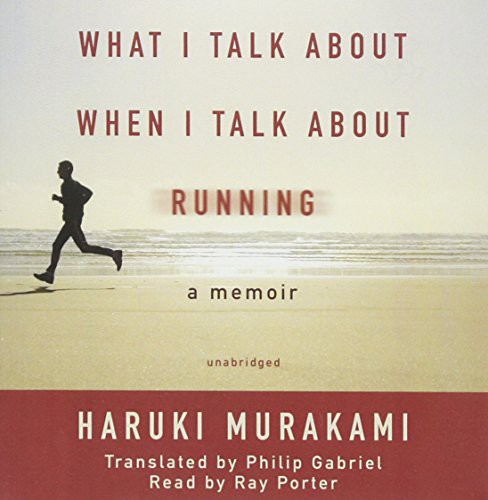 WHAT I TALK ABOUT
WHEN I TALK ABOUT
RUNNING
a memoir
unabridged
HARUKI MURAKAMI
Translated by Philip Gabriel
Read by Ray Porter